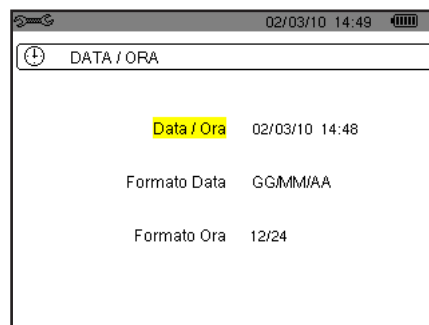 02/03/10 14:49
DATA / ORA
Data / Ora 02/03/10 14:48
Formato Data GG/MM/AA
Formato Ora 12/24